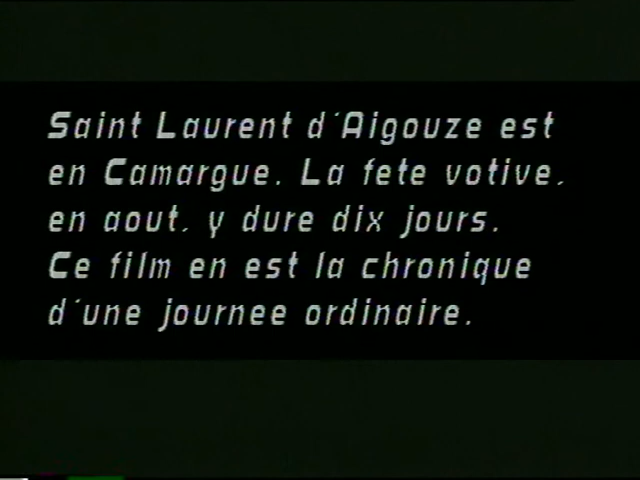 Saint Laurent d'Aigouze est
en Camargue. La fete votive,
en aout, y dure dix jours.
Ce film en est la chronique
d'une journee ordinaire.